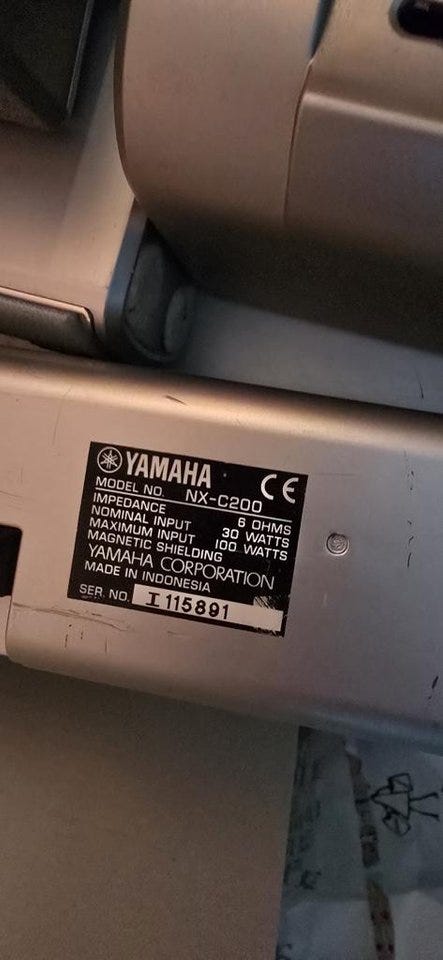 YAMAHA CE
MODEL NO. NX-C200
IMPEDANCE 6 OHMS
NOMINAL INPUT 30 WATTS
MAXIMUM INPUT 100 WATTS
MAGNETIC SHIELDING
YAMAHA CORPORATION
MADE IN INDONESIA
SER. NO. I 115891